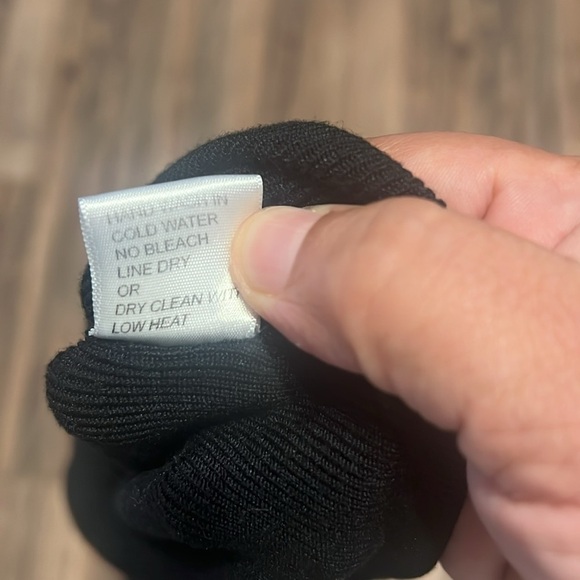 HAND WASH IN
COLD WATER
NO BLEACH
LINE DRY
OR
DRY CLEAN WITH
LOW HEAT